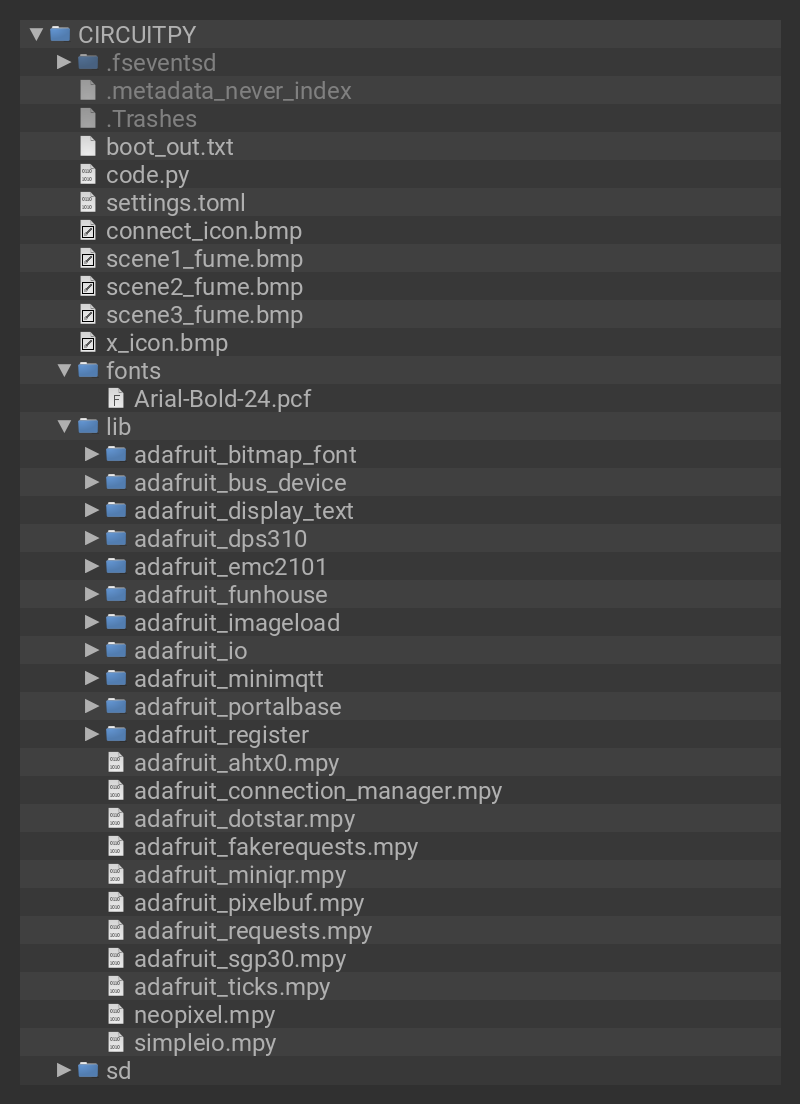 CIRCUITPY
.fseventsd
.metadata_never_index
.Trashes
boot_out.txt
code.py
settings.toml
connect_icon.bmp
scene1_fume.bmp
scene2_fume.bmp
scene3_fume.bmp
x_icon.bmp
fonts
Arial-Bold-24.pcf
lib
adafruit_bitmap_font
adafruit_bus_device
adafruit_display_text
adafruit_dps310
adafruit_emc2101
adafruit_funhouse
adafruit_imageload
adafruit_io
adafruit_minimqtt
adafruit_portalbase
adafruit_register
adafruit_ahtx0.mpy
adafruit_connection_manager.mpy
adafruit_dotstar.mpy
adafruit_fakerequests.mpy
adafruit_miniqr.mpy
adafruit_pixelbuf.mpy
adafruit_requests.mpy
adafruit_sgp30.mpy
adafruit_ticks.mpy
neopixel.mpy
simpleio.mpy
sd